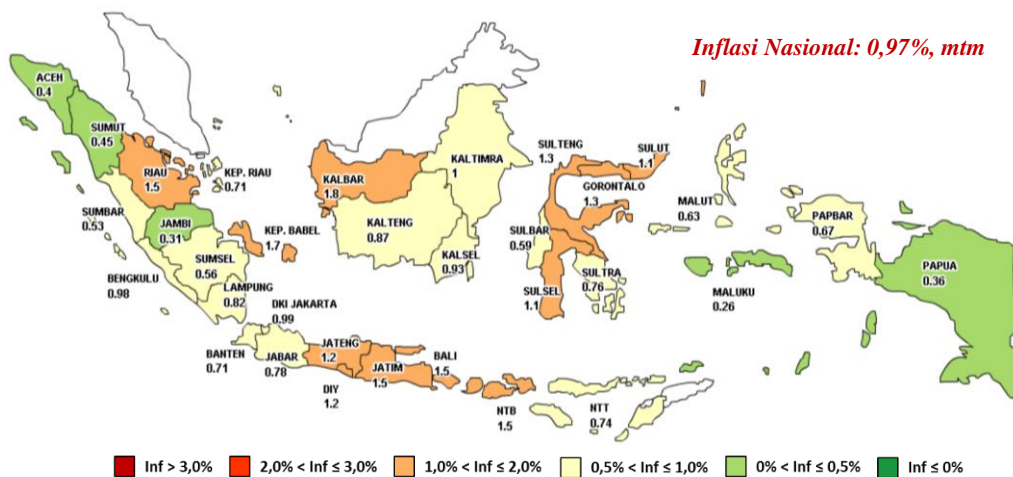 Inflasi Nasional: 0,97%, mtm
ACEH
0.4
SUMUT
0.45
RIAU
1.5
KEP. RIAU
0.71
SUMBAR
0.53
JAMBI
0.31
KEP. BABEL
1.7
SUMSEL
0.56
BENGKULU
0.98
LAMPUNG
0.82
DKI JAKARTA
0.99
BANTEN
0.71
JABAR
0.78
JATENG
1.2
DIY
1.2
JATIM
1.5
BALI
1.5
NTB
1.5
NTT
0.74
KALBAR
1.8
KALTENG
0.87
KALTIMRA
1
KALSEL
0.93
SULTENG
1.3
SULUT
1.1
GORONTALO
1.3
SULBAR
0.59
SULSEL
1.1
SULTRA
0.76
MALUT
0.63
MALUKU
0.26
PAPBAR
0.67
PAPUA
0.36
Inf > 3,0%
2,0% < Inf ≤ 3,0%
1,0% < Inf ≤ 2,0%
0,5% < Inf ≤ 1,0%
0% < Inf ≤ 0,5%
Inf ≤ 0%